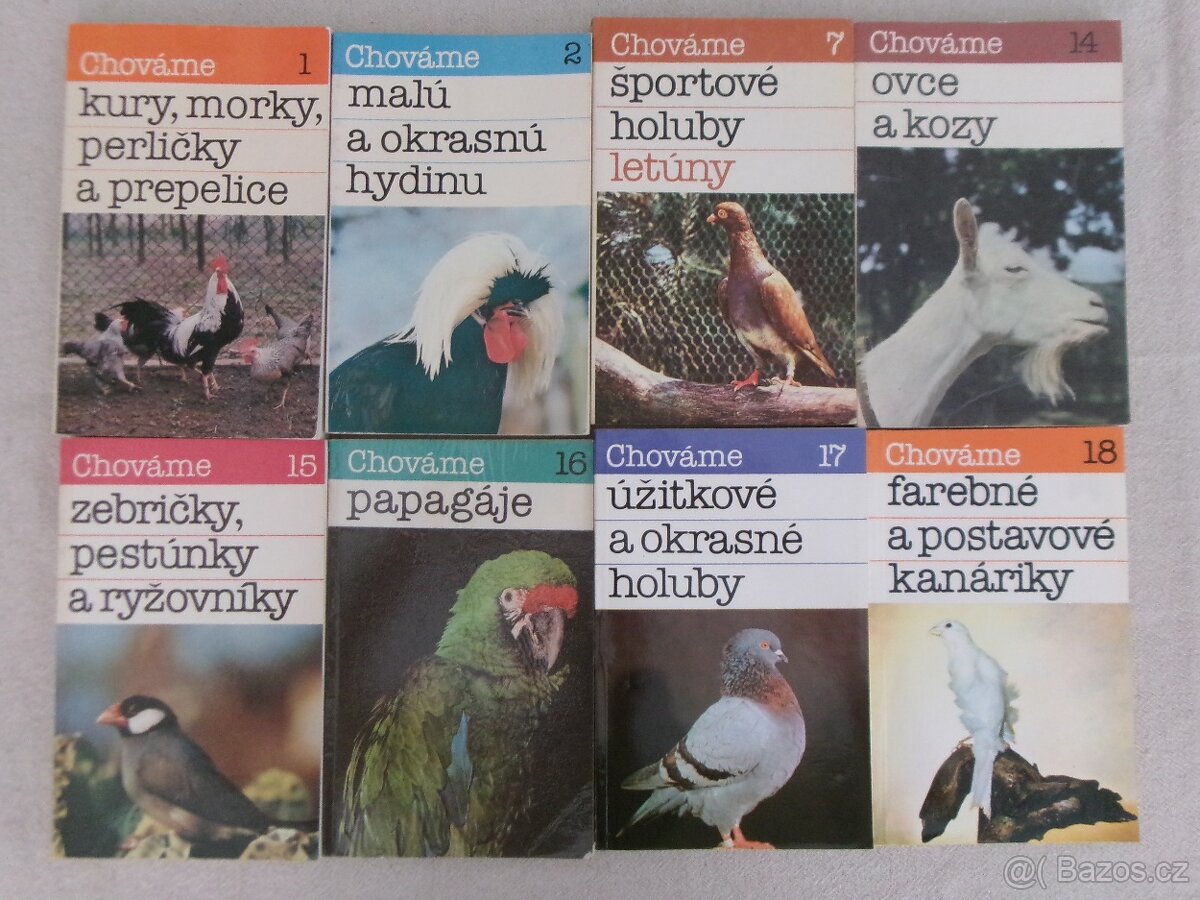 Chováme 1
kury, morky,
perličky
a prepelice
Chováme 2
malú
a okrasnú
hydinu
Chováme 7
športové
holuby
letúny
Chováme 14
ovce
a kozy
Chováme 15
zebričky,
pestúnky
a ryžovníky
Chováme 16
papagáje
Chováme 17
úžitkové
a okrasné
holuby
Chováme 18
farebné
a postavové
kanáriky
Bazos.cz